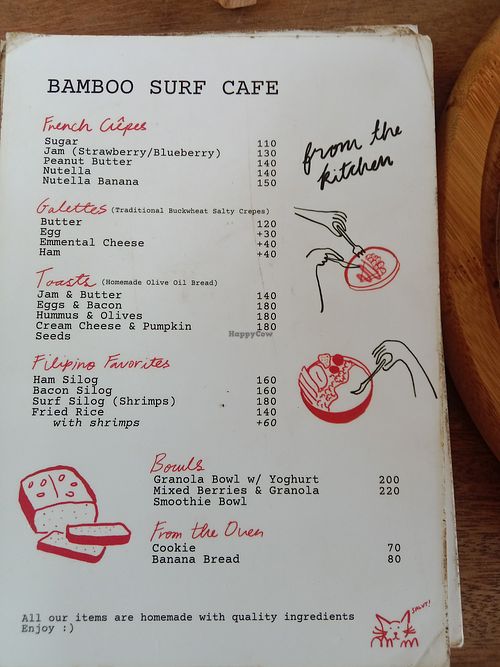 BAMBOO SURF CAFE
French Crêpes
Sugar 110
Jam (Strawberry/Blueberry) 130
Peanut Butter 140
Nutella 140
Nutella Banana 150
from the
kitchen
Galettes (Traditional Buckwheat Salty Crepes)
Butter 120
Egg +30
Emmental Cheese +40
Ham +40
Toasts (Homemade Olive Oil Bread)
Jam & Butter 140
Eggs & Bacon 180
Hummus & Olives 180
Cream Cheese & Pumpkin 180
Seeds
HappyCow
Filipino Favorites
Ham Silog 160
Bacon Silog 160
Surf Silog (Shrimps) 180
Fried Rice 140
with shrimps +60
Bowls
Granola Bowl w/ Yoghurt 200
Mixed Berries & Granola 220
Smoothie Bowl
From the Oven
Cookie 70
Banana Bread 80
All our items are homemade with quality ingredients
Enjoy :)
SALUT!